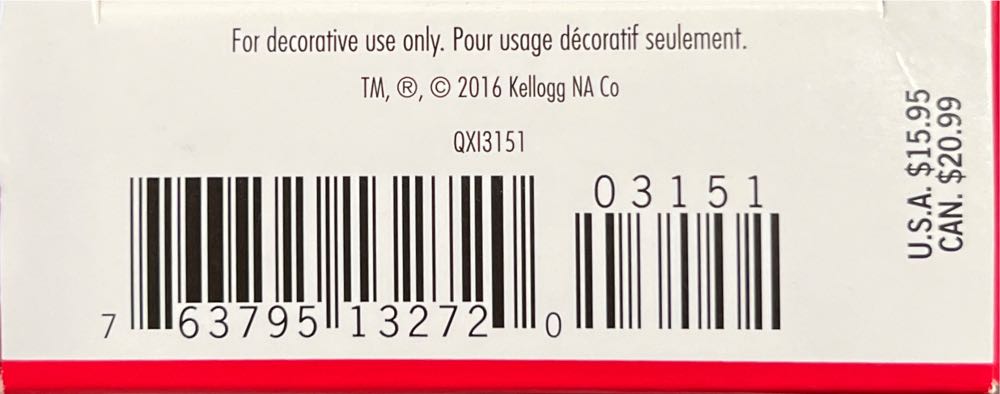 For decorative use only. Pour usage décoratif seulement.
TM, ®, © 2016 Kellogg NA Co
QXI3151
03151
7 63795 13272 0
U.S.A. $15.95
CAN. $20.99